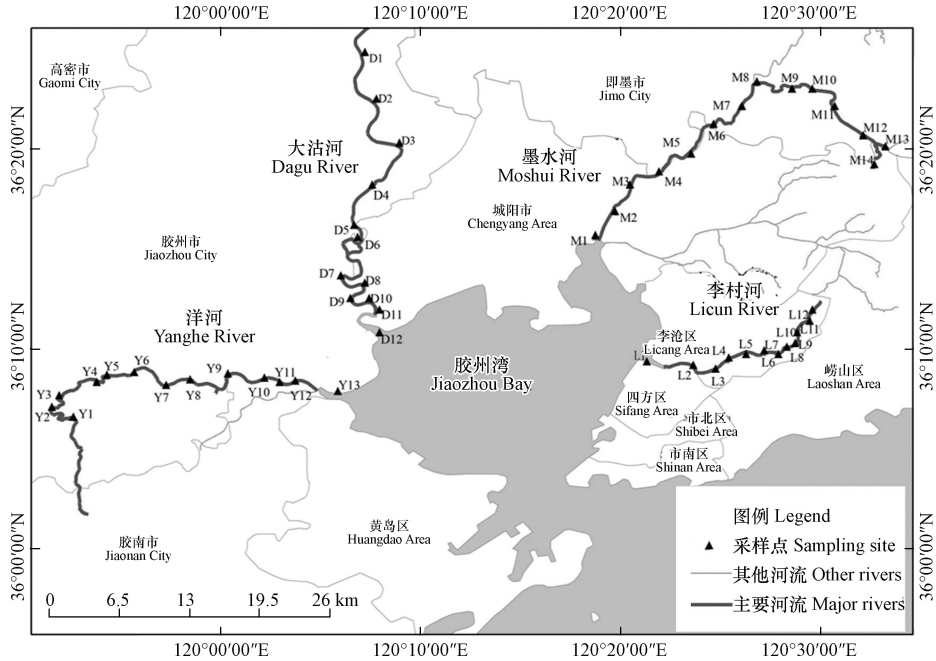 120°00′00″E 120°10′00″E 120°20′00″E 120°30′00″E
36°20′00″N
36°10′00″N
36°00′00″N
高密市
Gaomi City
即墨市
Jimo City
大沽河
Dagu River
墨水河
Moshui River
城阳市
Chengyang Area
胶州市
Jiaozhou City
洋河
Yanghe River
胶州湾
Jiaozhou Bay
李村河
Licun River
李沧区
Licang Area
崂山区
Laoshan Area
四方区
Sifang Area
市北区
Shibei Area
市南区
Shinan Area
黄岛区
Huangdao Area
胶南市
Jiaonan City
D1
D2
D3
D4
D5
D6
D7
D8
D9
D10
D11
D12
M1
M2
M3
M4
M5
M6
M7
M8
M9
M10
M11
M12
M13
M14
L1
L2
L3
L4
L5
L6
L7
L8
L9
L10
L11
L12
Y1
Y2
Y3
Y4
Y5
Y6
Y7
Y8
Y9
Y10
Y11
Y12
Y13
图例 Legend
采样点 Sampling site
其他河流 Other rivers
主要河流 Major rivers
0 6.5 13 19.5 26 km
36°20′00″N
36°10′00″N
36°00′00″N
120°00′00″E 120°10′00″E 120°20′00″E 120°30′00″E